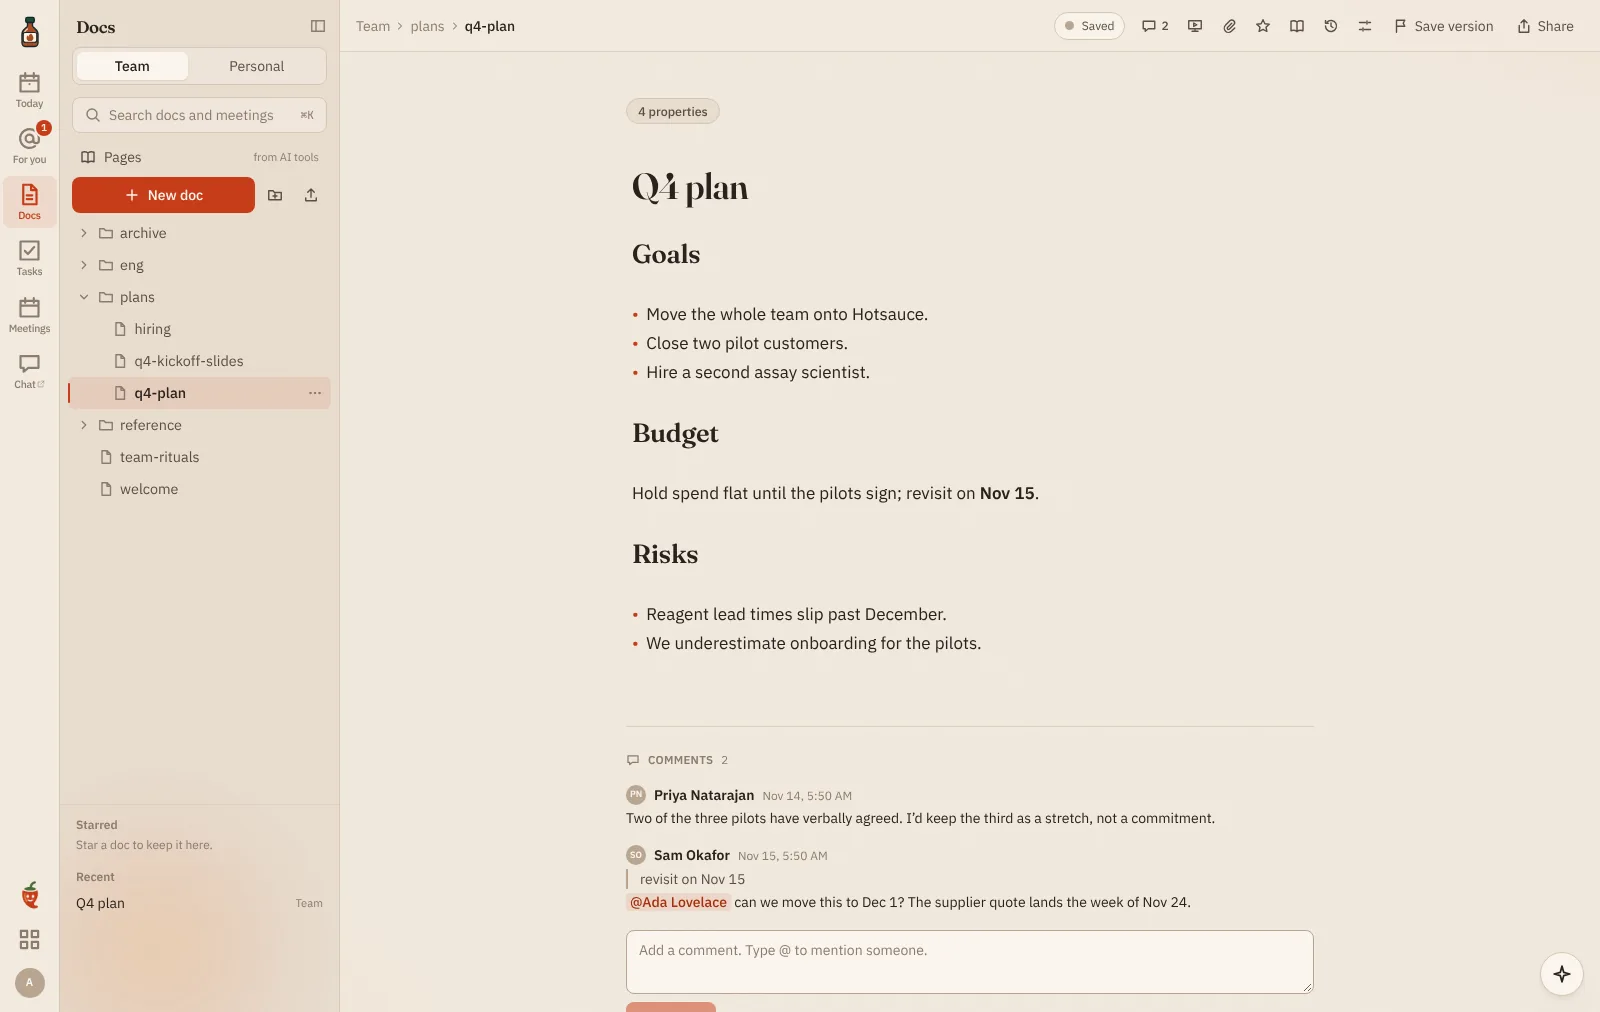 Docs
Team
Personal
Search docs and meetings
⌘K
Pages
from AI tools
New doc
archive
eng
plans
hiring
q4-kickoff-slides
q4-plan
reference
team-rituals
welcome
Starred
Star a doc to keep it here.
Recent
Q4 plan
Team
Today
1
For you
Docs
Tasks
Meetings
Chat
A
Team > plans > q4-plan
Saved
2
Save version
Share
4 properties
Q4 plan
Goals
• Move the whole team onto Hotsauce.
• Close two pilot customers.
• Hire a second assay scientist.
Budget
Hold spend flat until the pilots sign; revisit on Nov 15.
Risks
• Reagent lead times slip past December.
• We underestimate onboarding for the pilots.
COMMENTS 2
PN Priya Natarajan Nov 14, 5:50 AM
Two of the three pilots have verbally agreed. I'd keep the third as a stretch, not a commitment.
SO Sam Okafor Nov 15, 5:50 AM
revisit on Nov 15
@Ada Lovelace can we move this to Dec 1? The supplier quote lands the week of Nov 24.
Add a comment. Type @ to mention someone.